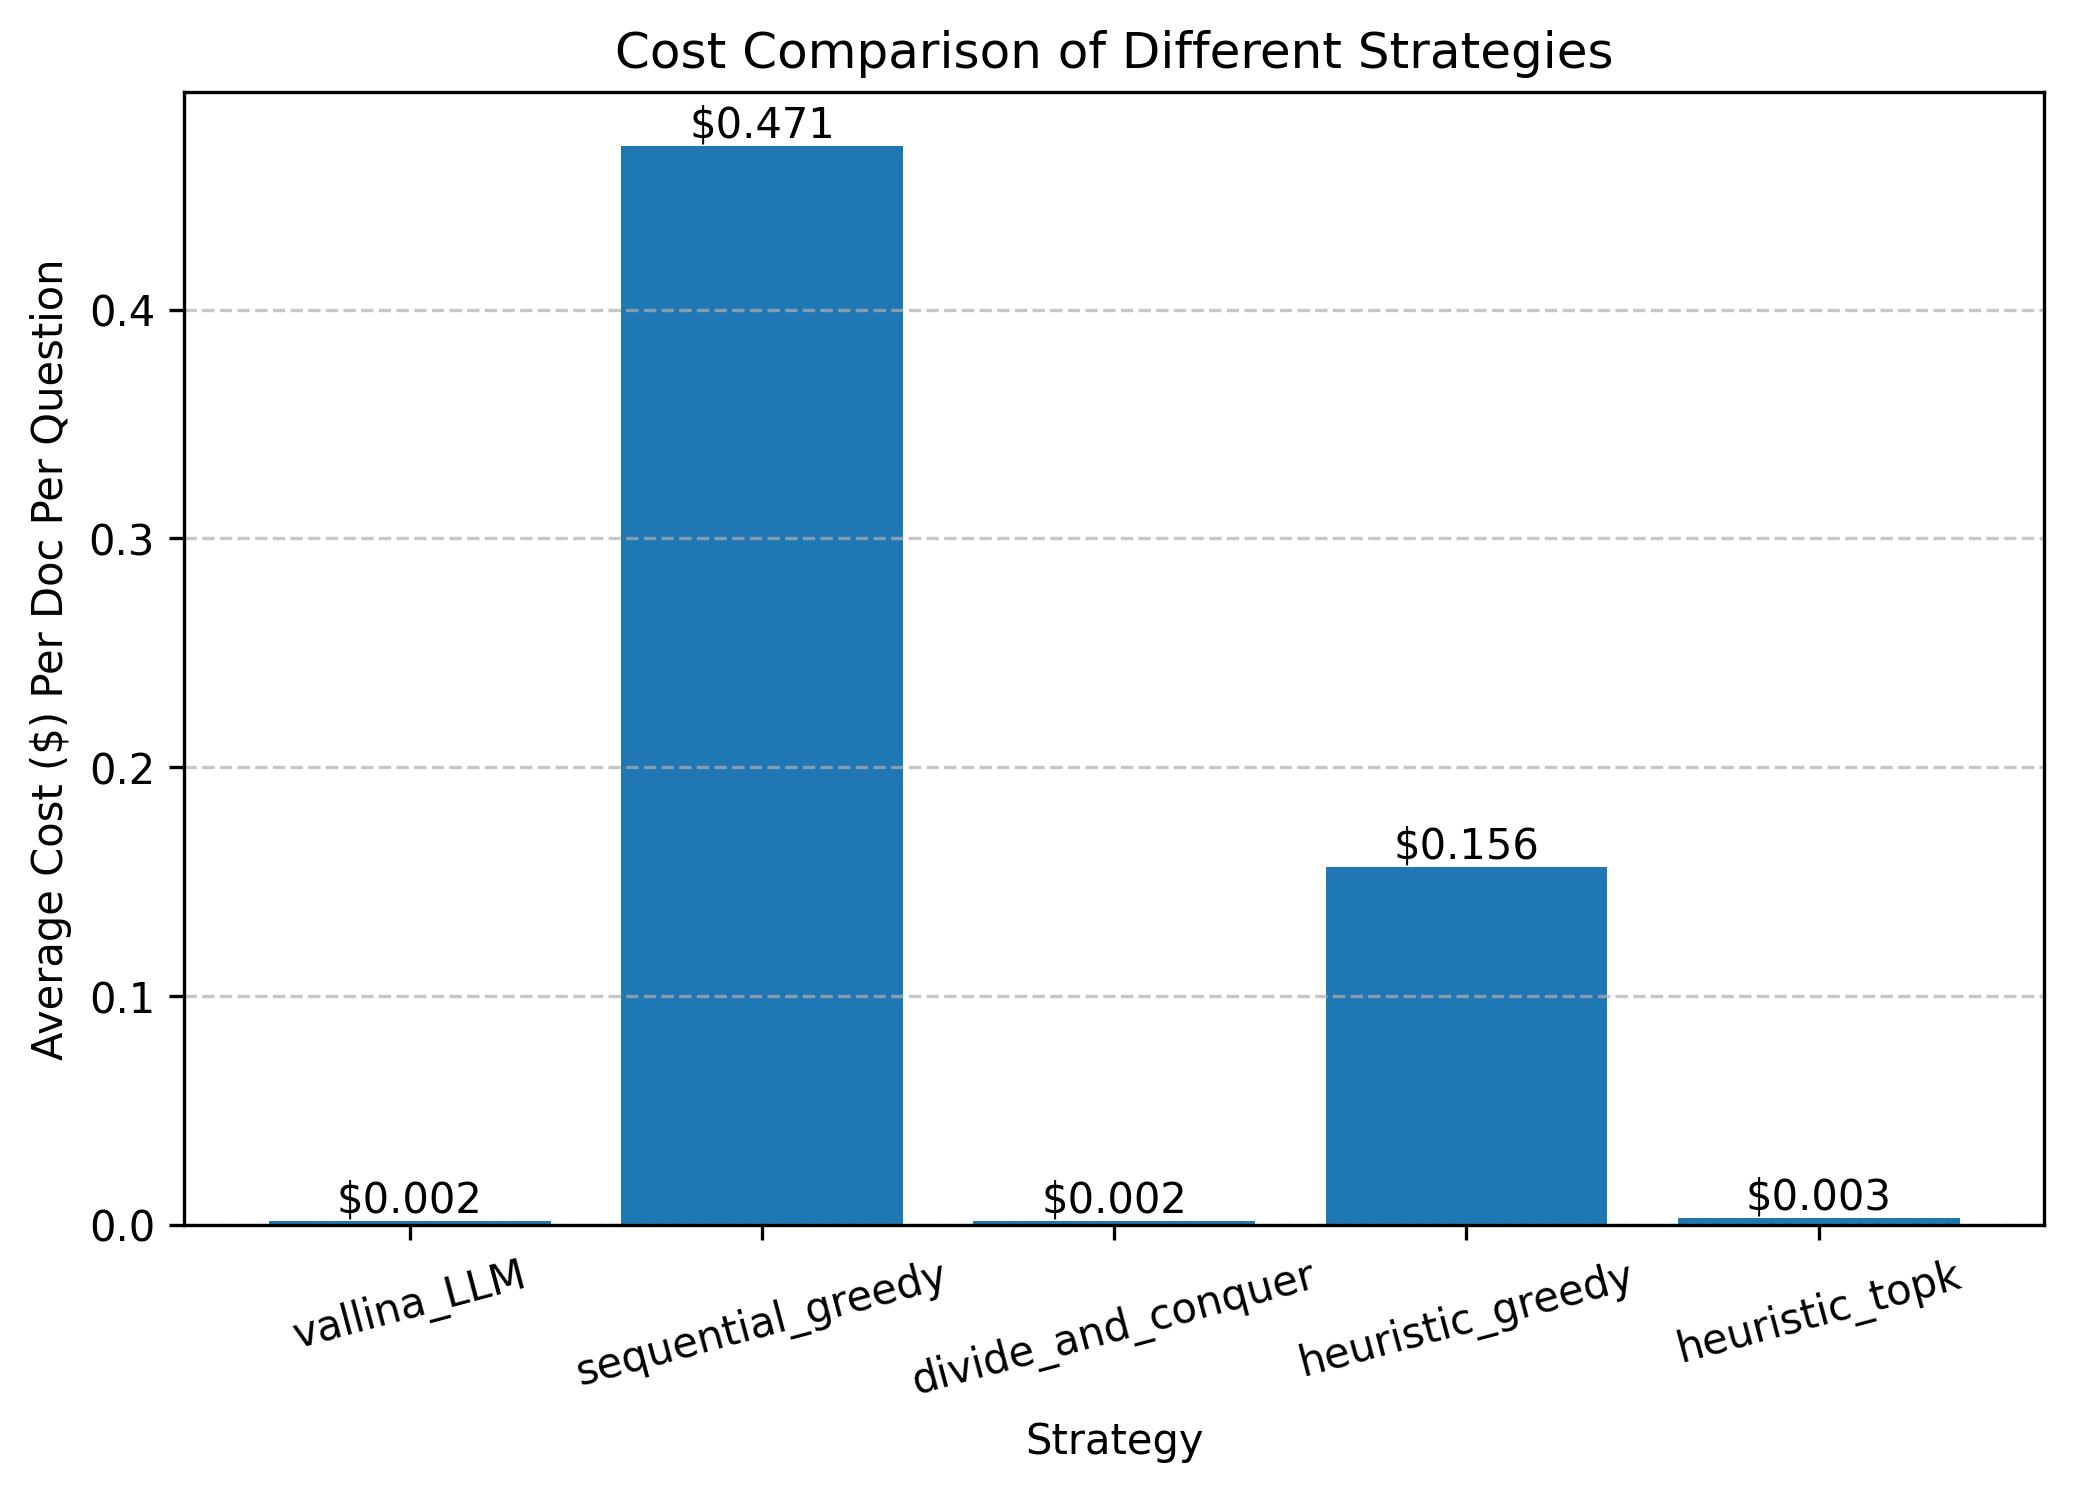 Cost Comparison of Different Strategies
Average Cost ($) Per Doc Per Question
0.4
0.3
0.2
0.1
0.0
$0.002
$0.471
$0.002
$0.156
$0.003
vallina_LLM
sequential_greedy
divide_and_conquer
heuristic_greedy
heuristic_topk
Strategy